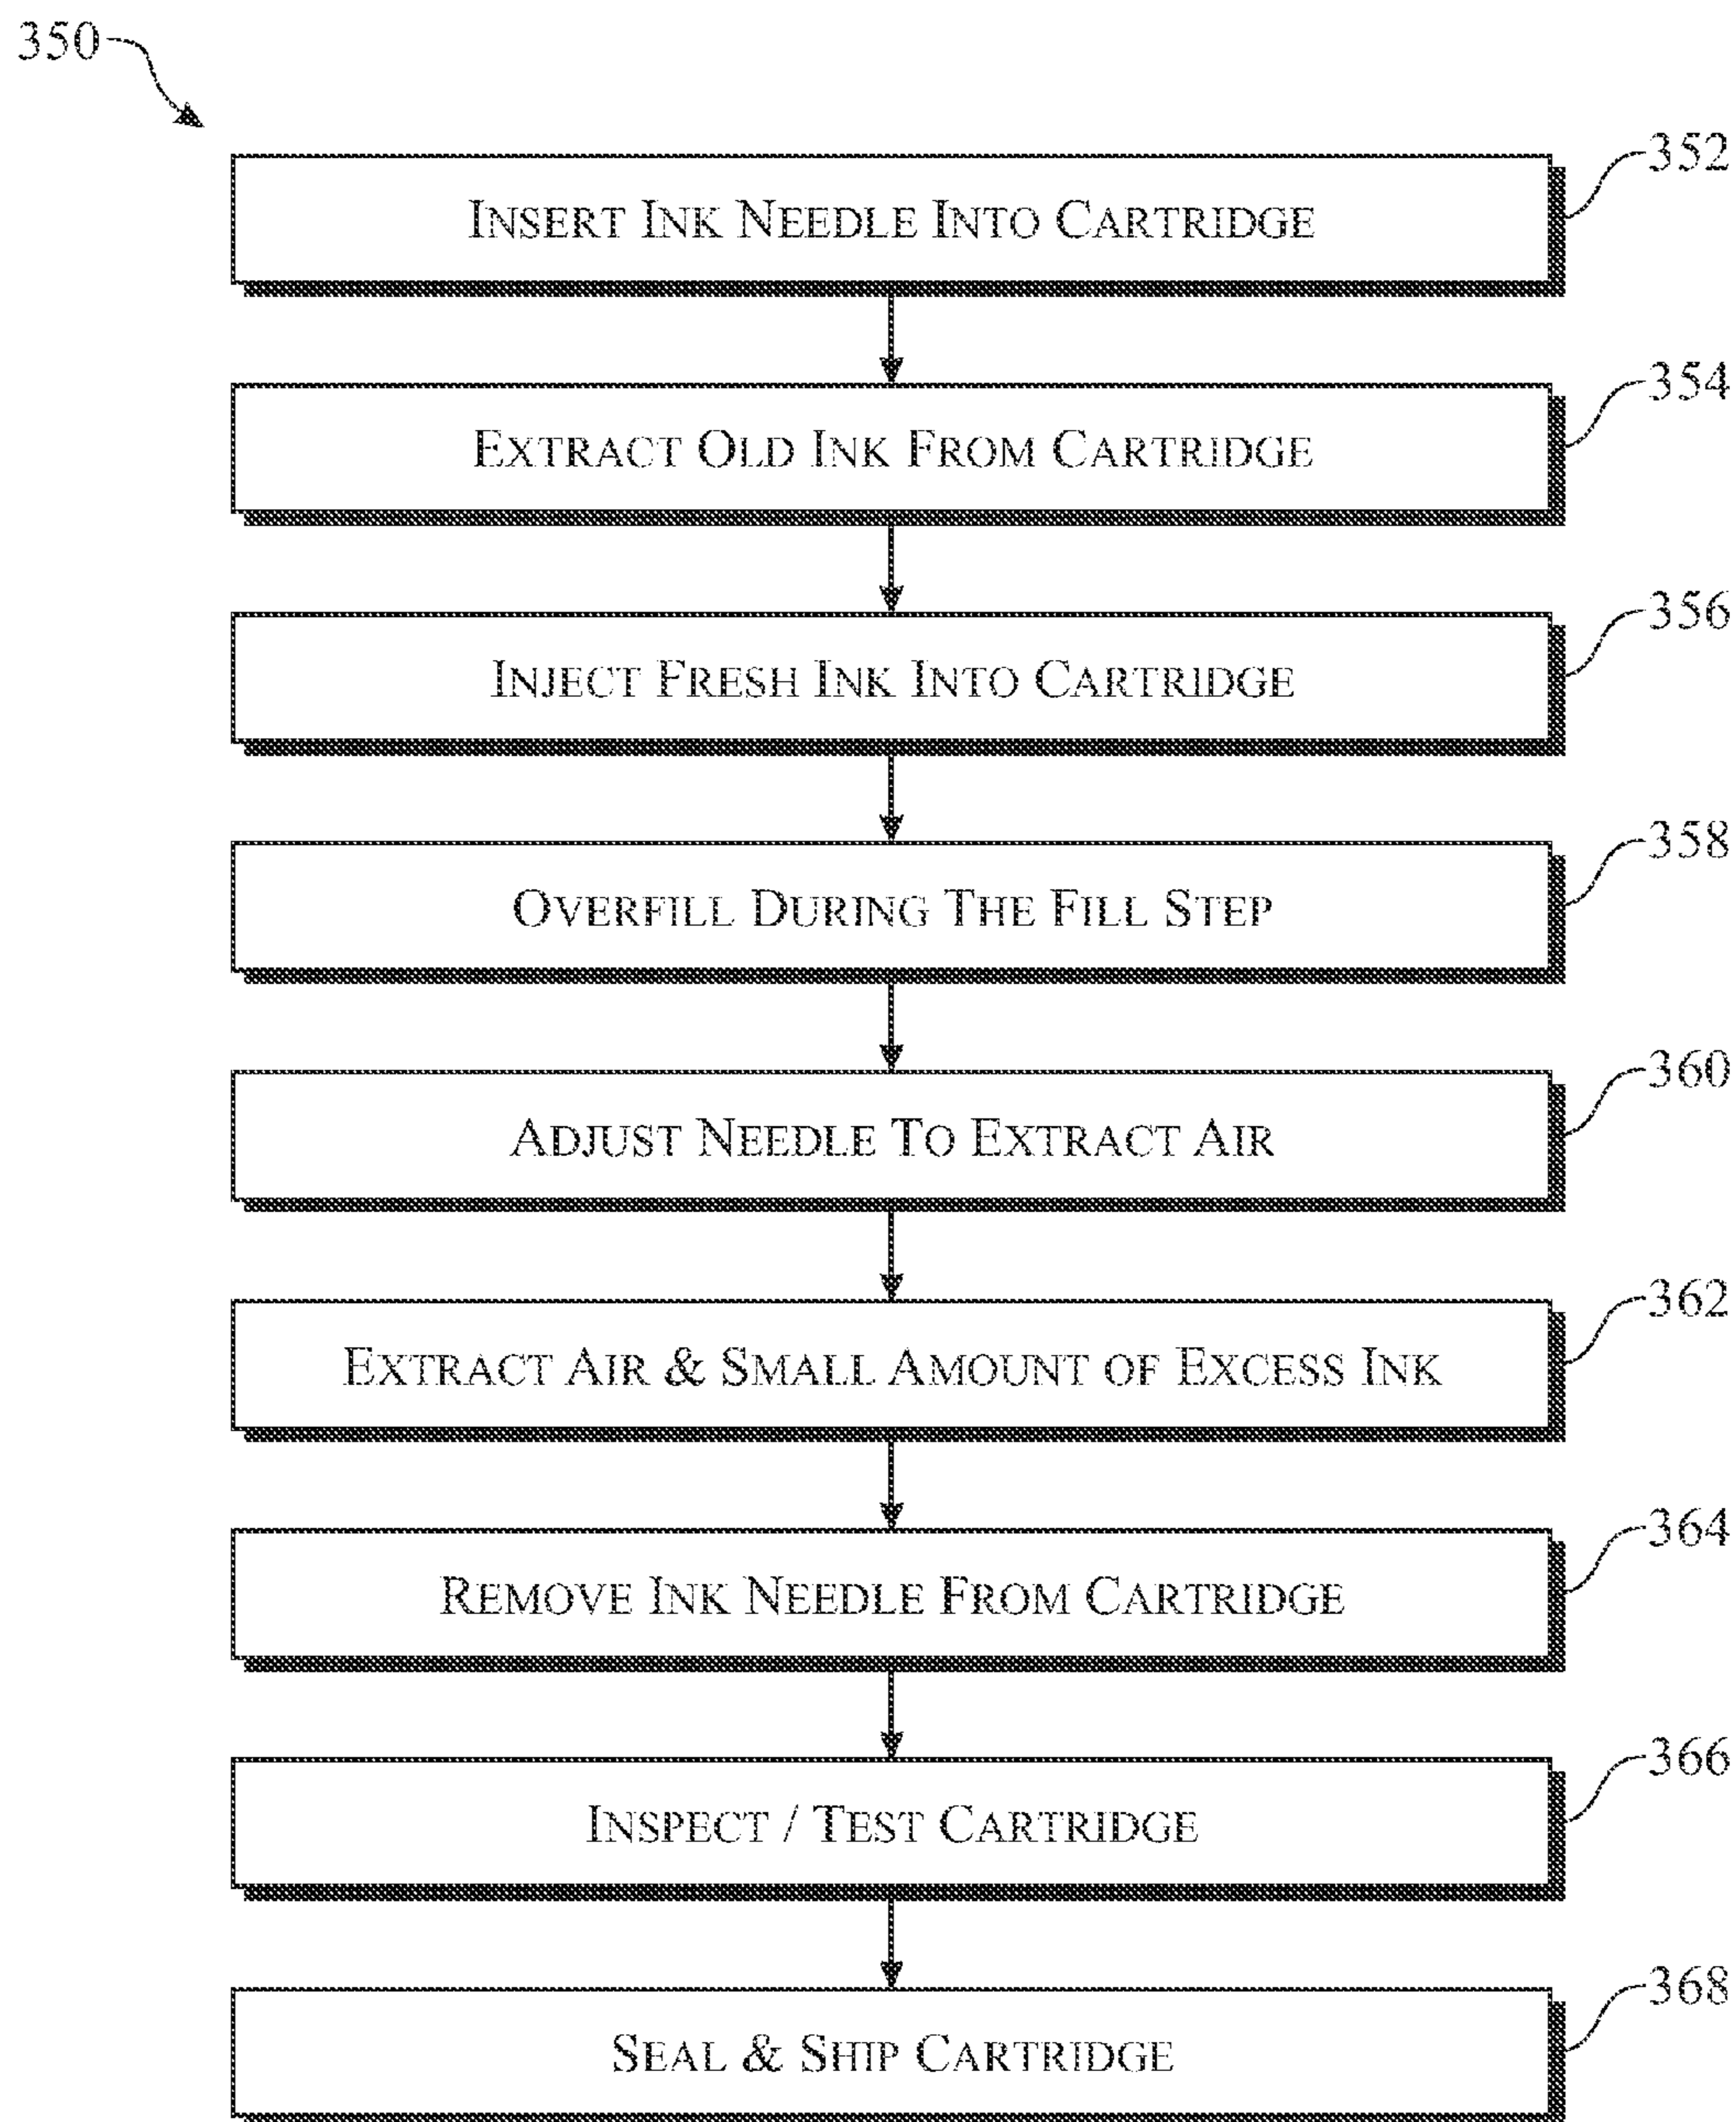 350
352
INSERT INK NEEDLE INTO CARTRIDGE
354
EXTRACT OLD INK FROM CARTRIDGE
356
INJECT FRESH INK INTO CARTRIDGE
358
OVERFILL DURING THE FILL STEP
360
ADJUST NEEDLE TO EXTRACT AIR
362
EXTRACT AIR & SMALL AMOUNT OF EXCESS INK
364
REMOVE INK NEEDLE FROM CARTRIDGE
366
INSPECT / TEST CARTRIDGE
368
SEAL & SHIP CARTRIDGE